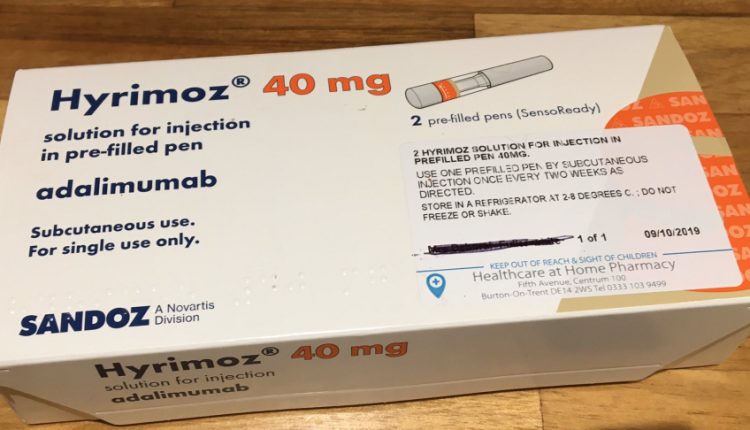 Hyrimoz® 40 mg
solution for injection
in pre-filled pen
adalimumab
Subcutaneous use.
For single use only.
SANDOZ A Novartis
Division
2 pre-filled pens (SensoReady)
SANDOZ
SANDOZ
2 HYRIMOZ SOLUTION FOR INJECTION IN
PREFILLED PEN 40MG.
USE ONE PREFILLED PEN BY SUBCUTANEOUS
INJECTION ONCE EVERY TWO WEEKS AS
DIRECTED.
STORE IN A REFRIGERATOR AT 2-8 DEGREES C. ; DO NOT
FREEZE OR SHAKE.
1 of 1 09/10/2019
KEEP OUT OF REACH & SIGHT OF CHILDREN
Healthcare at Home Pharmacy
Fifth Avenue, Centrum 100,
Burton-On-Trent DE14 2WS Tel 0333 103 9499
Hyrimoz® 40 mg
solution for injection
adalimumab